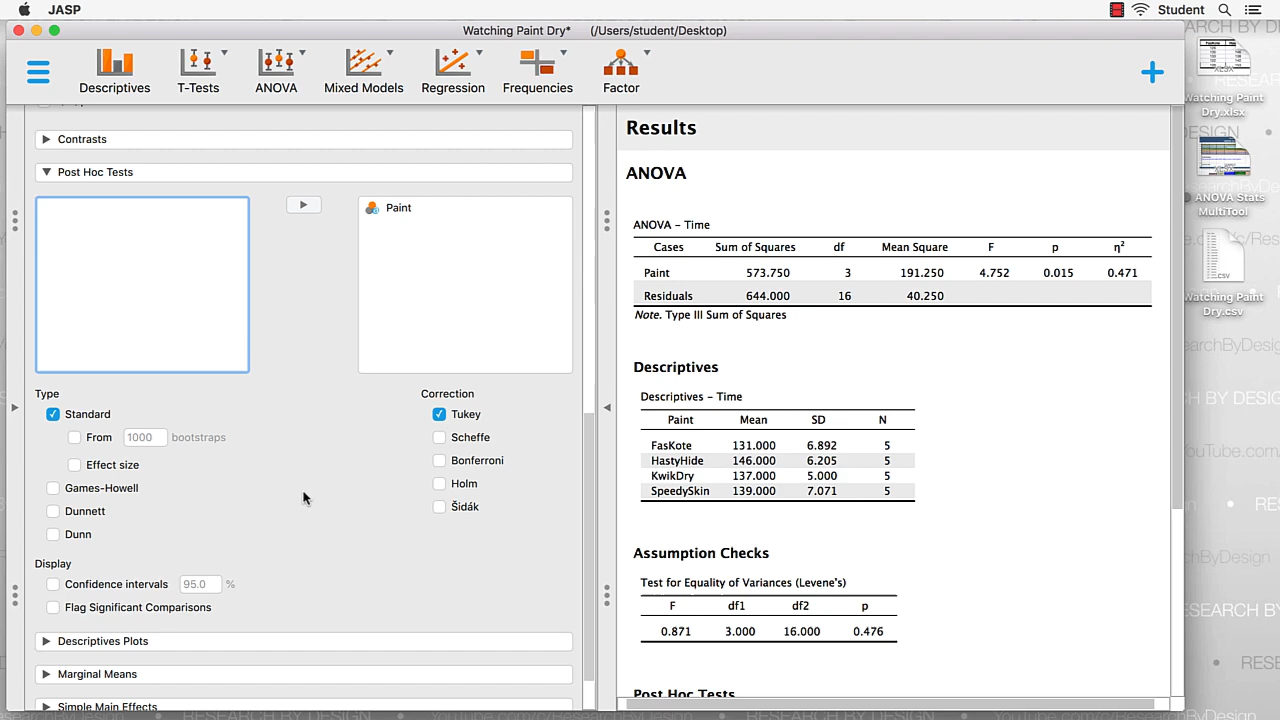 JASP
Student
Watching Paint Dry* (/Users/student/Desktop)
Descriptives
T-Tests
ANOVA
Mixed Models
Regression
Frequencies
Factor
Contrasts
Post Hoc Tests
Paint
Type
Standard
From 1000 bootstraps
Effect size
Games-Howell
Dunnett
Dunn
Correction
Tukey
Scheffe
Bonferroni
Holm
Šidák
Display
Confidence intervals 95.0 %
Flag Significant Comparisons
Descriptives Plots
Marginal Means
Simple Main Effects
Results
ANOVA
ANOVA – Time
Cases Sum of Squares df Mean Square F p η²
Paint 573.750 3 191.250 4.752 0.015 0.471
Residuals 644.000 16 40.250
Note. Type III Sum of Squares
Descriptives
Descriptives – Time
Paint Mean SD N
FasKote 131.000 6.892 5
HastyHide 146.000 6.205 5
KwikDry 137.000 5.000 5
SpeedySkin 139.000 7.071 5
Assumption Checks
Test for Equality of Variances (Levene's)
F df1 df2 p
0.871 3.000 16.000 0.476
Post Hoc Tests
XLSX
Watching Paint
Dry.xlsx
XLSX
ANOVA Stats
MultiTool
CSV
Watching Paint
Dry.csv